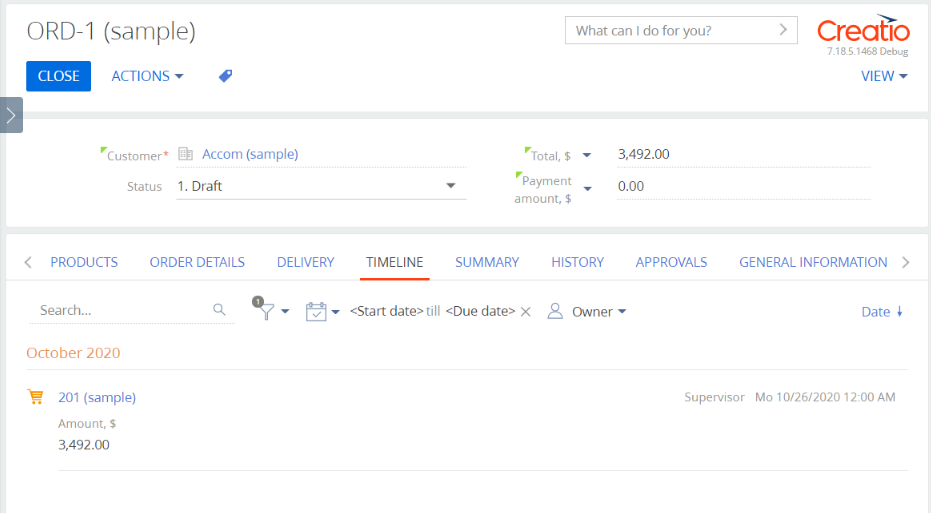 ORD-1 (sample)
What can I do for you?
Creatio
7.18.5.1468 Debug
CLOSE ACTIONS VIEW
Customer* Accom (sample) Total, $ 3,492.00
Status 1. Draft Payment amount, $ 0.00
PRODUCTS ORDER DETAILS DELIVERY TIMELINE SUMMARY HISTORY APPROVALS GENERAL INFORMATION
Search... 1 <Start date> till <Due date> Owner Date
October 2020
201 (sample) Supervisor Mo 10/26/2020 12:00 AM
Amount, $
3,492.00